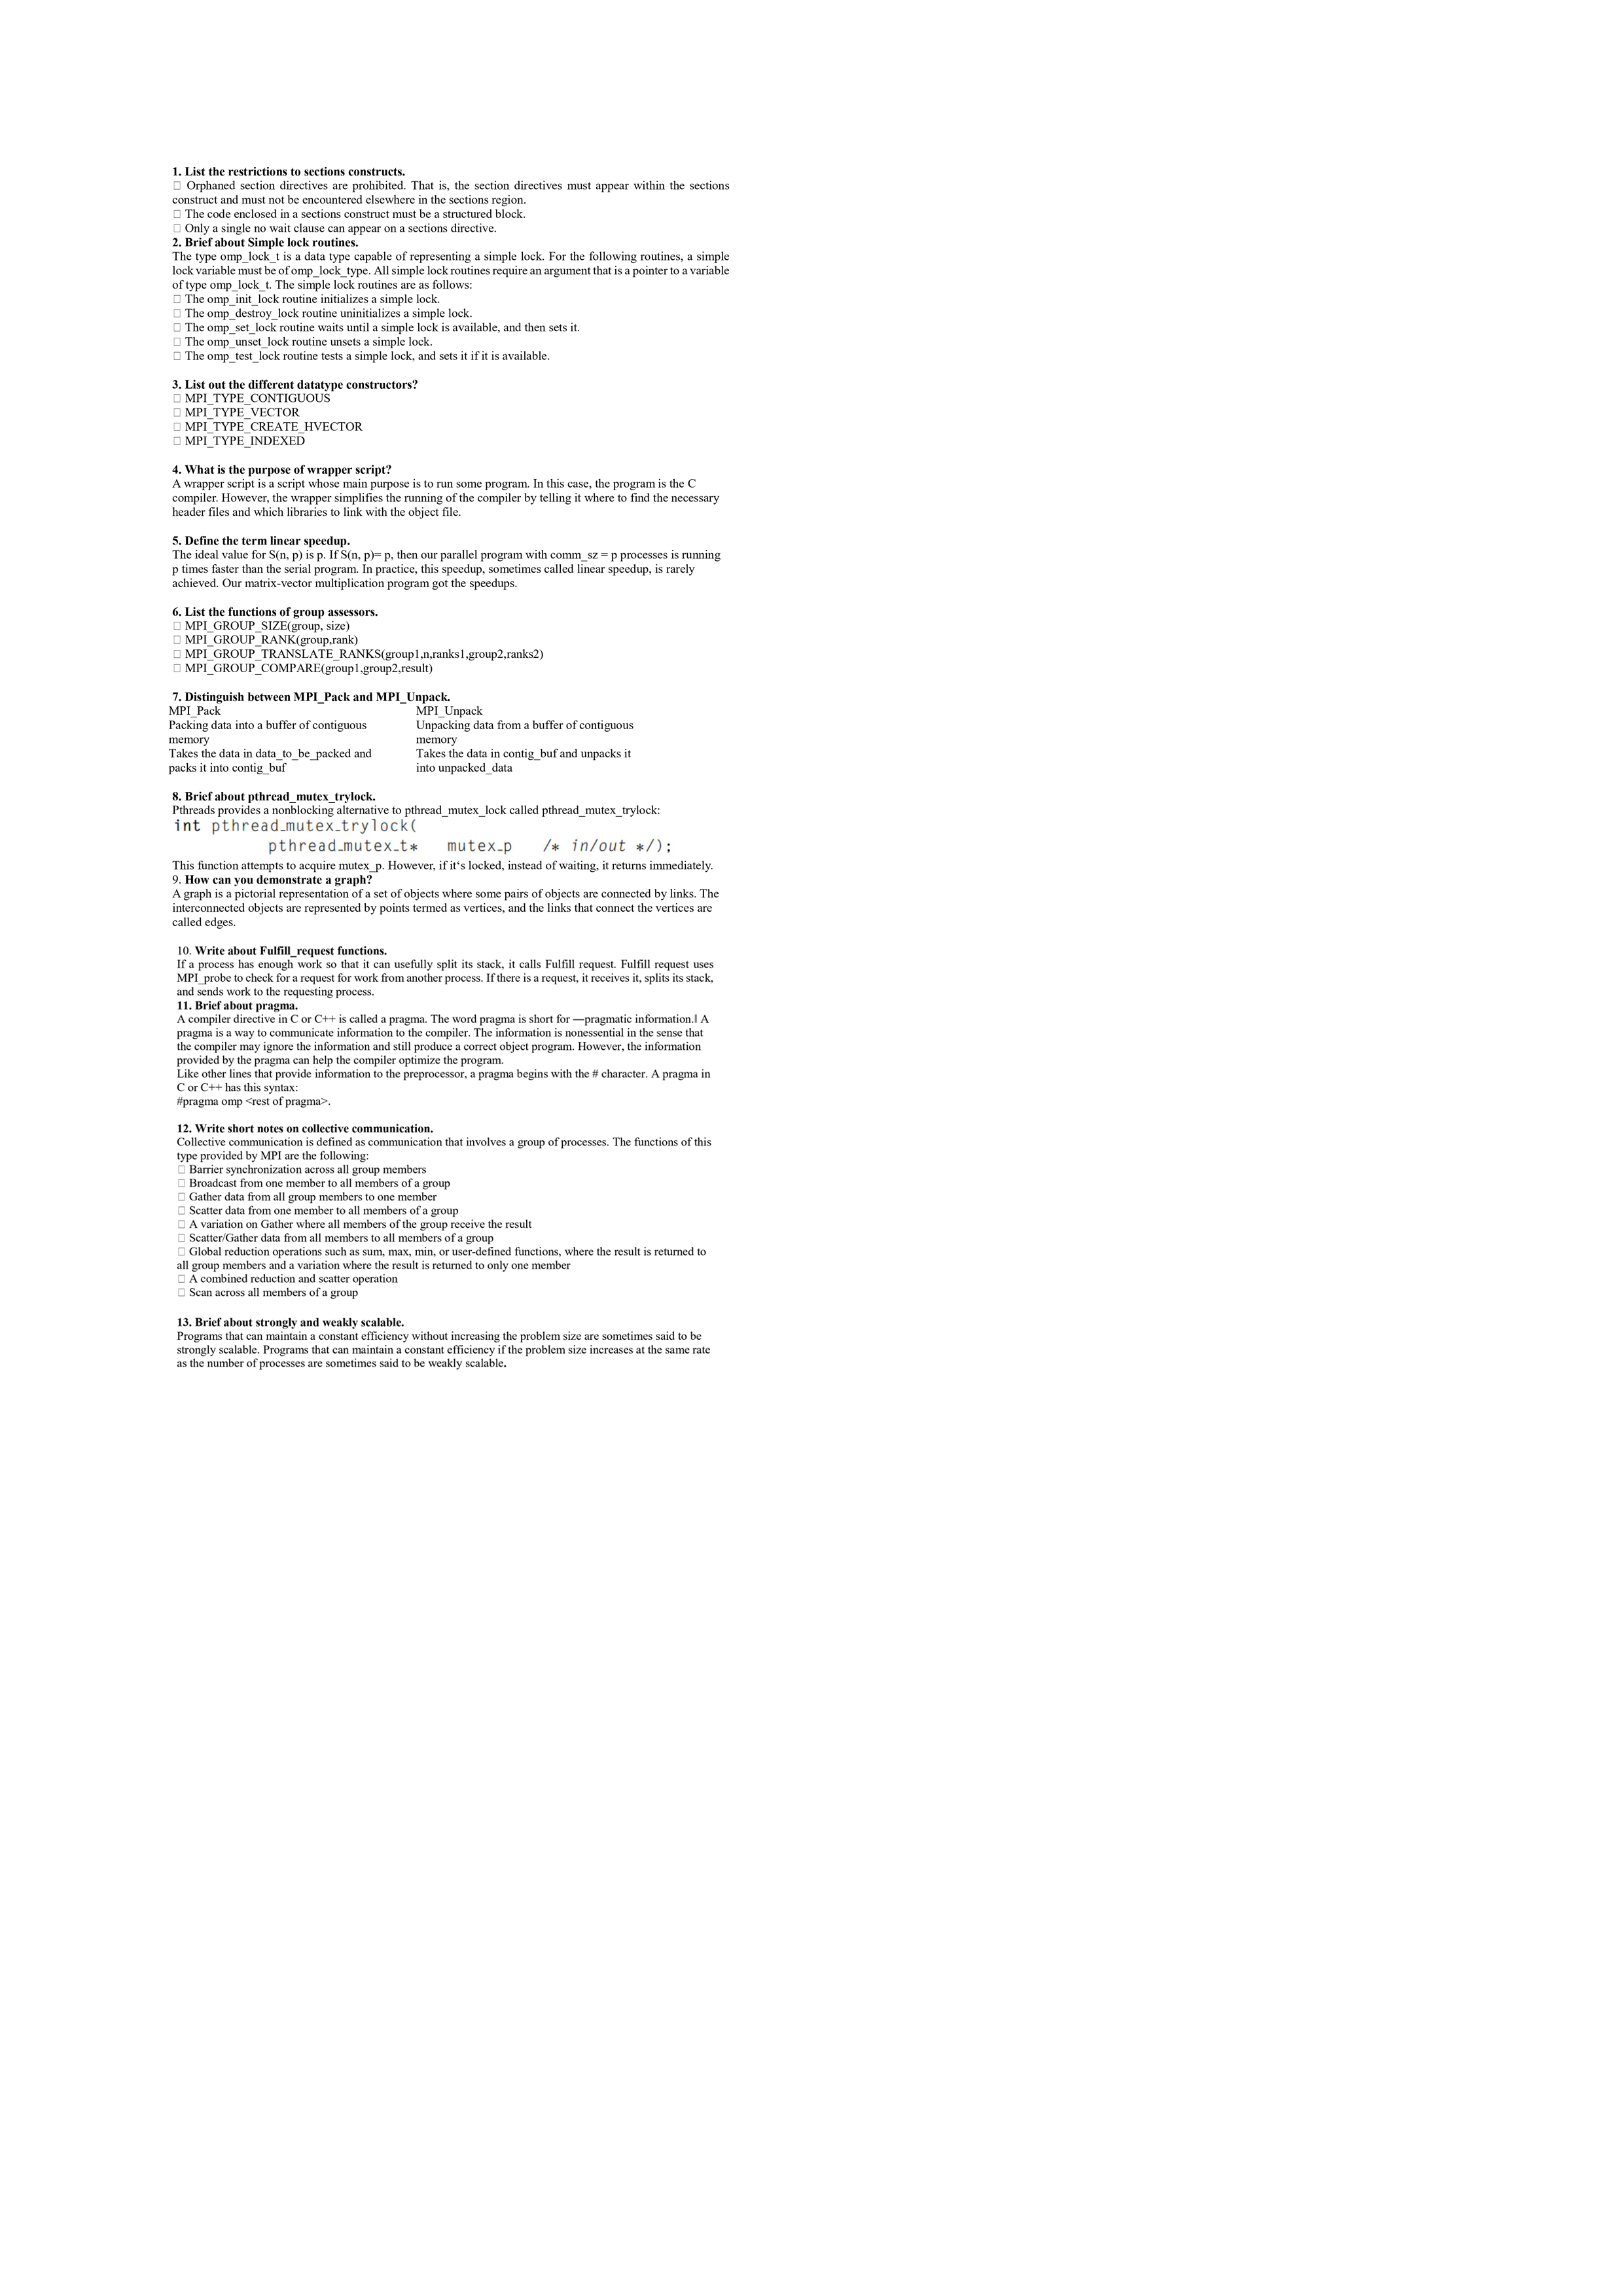 1. List the restrictions to sections constructs.
□ Orphaned section directives are prohibited. That is, the section directives must appear within the sections
construct and must not be encountered elsewhere in the sections region.
□ The code enclosed in a sections construct must be a structured block.
□ Only a single no wait clause can appear on a sections directive.
2. Brief about Simple lock routines.
The type omp_lock_t is a data type capable of representing a simple lock. For the following routines, a simple
lock variable must be of omp_lock_type. All simple lock routines require an argument that is a pointer to a variable
of type omp_lock_t. The simple lock routines are as follows:
□ The omp_init_lock routine initializes a simple lock.
□ The omp_destroy_lock routine uninitializes a simple lock.
□ The omp_set_lock routine waits until a simple lock is available, and then sets it.
□ The omp_unset_lock routine unsets a simple lock.
□ The omp_test_lock routine tests a simple lock, and sets it if it is available.
3. List out the different datatype constructors?
□ MPI_TYPE_CONTIGUOUS
□ MPI_TYPE_VECTOR
□ MPI_TYPE_CREATE_HVECTOR
□ MPI_TYPE_INDEXED
4. What is the purpose of wrapper script?
A wrapper script is a script whose main purpose is to run some program. In this case, the program is the C
compiler. However, the wrapper simplifies the running of the compiler by telling it where to find the necessary
header files and which libraries to link with the object file.
5. Define the term linear speedup.
The ideal value for S(n, p) is p. If S(n, p)= p, then our parallel program with comm_sz = p processes is running
p times faster than the serial program. In practice, this speedup, sometimes called linear speedup, is rarely
achieved. Our matrix-vector multiplication program got the speedups.
6. List the functions of group assessors.
□ MPI_GROUP_SIZE(group, size)
□ MPI_GROUP_RANK(group,rank)
□ MPI_GROUP_TRANSLATE_RANKS(group1,n,ranks1,group2,ranks2)
□ MPI_GROUP_COMPARE(group1,group2,result)
7. Distinguish between MPI_Pack and MPI_Unpack.
MPI_Pack MPI_Unpack
Packing data into a buffer of contiguous Unpacking data from a buffer of contiguous
memory memory
Takes the data in data_to_be_packed and Takes the data in contig_buf and unpacks it
packs it into contig_buf into unpacked_data
8. Brief about pthread_mutex_trylock.
Pthreads provides a nonblocking alternative to pthread_mutex_lock called pthread_mutex_trylock:
int pthread_mutex_trylock(
pthread_mutex_t* mutex_p /* in/out */);
This function attempts to acquire mutex_p. However, if it‘s locked, instead of waiting, it returns immediately.
9. How can you demonstrate a graph?
A graph is a pictorial representation of a set of objects where some pairs of objects are connected by links. The
interconnected objects are represented by points termed as vertices, and the links that connect the vertices are
called edges.
10. Write about Fulfill_request functions.
If a process has enough work so that it can usefully split its stack, it calls Fulfill request. Fulfill request uses
MPI_probe to check for a request for work from another process. If there is a request, it receives it, splits its stack,
and sends work to the requesting process.
11. Brief about pragma.
A compiler directive in C or C++ is called a pragma. The word pragma is short for ―pragmatic information.‖ A
pragma is a way to communicate information to the compiler. The information is nonessential in the sense that
the compiler may ignore the information and still produce a correct object program. However, the information
provided by the pragma can help the compiler optimize the program.
Like other lines that provide information to the preprocessor, a pragma begins with the # character. A pragma in
C or C++ has this syntax:
#pragma omp <rest of pragma>.
12. Write short notes on collective communication.
Collective communication is defined as communication that involves a group of processes. The functions of this
type provided by MPI are the following:
□ Barrier synchronization across all group members
□ Broadcast from one member to all members of a group
□ Gather data from all group members to one member
□ Scatter data from one member to all members of a group
□ A variation on Gather where all members of the group receive the result
□ Scatter/Gather data from all members to all members of a group
□ Global reduction operations such as sum, max, min, or user-defined functions, where the result is returned to
all group members and a variation where the result is returned to only one member
□ A combined reduction and scatter operation
□ Scan across all members of a group
13. Brief about strongly and weakly scalable.
Programs that can maintain a constant efficiency without increasing the problem size are sometimes said to be
strongly scalable. Programs that can maintain a constant efficiency if the problem size increases at the same rate
as the number of processes are sometimes said to be weakly scalable.